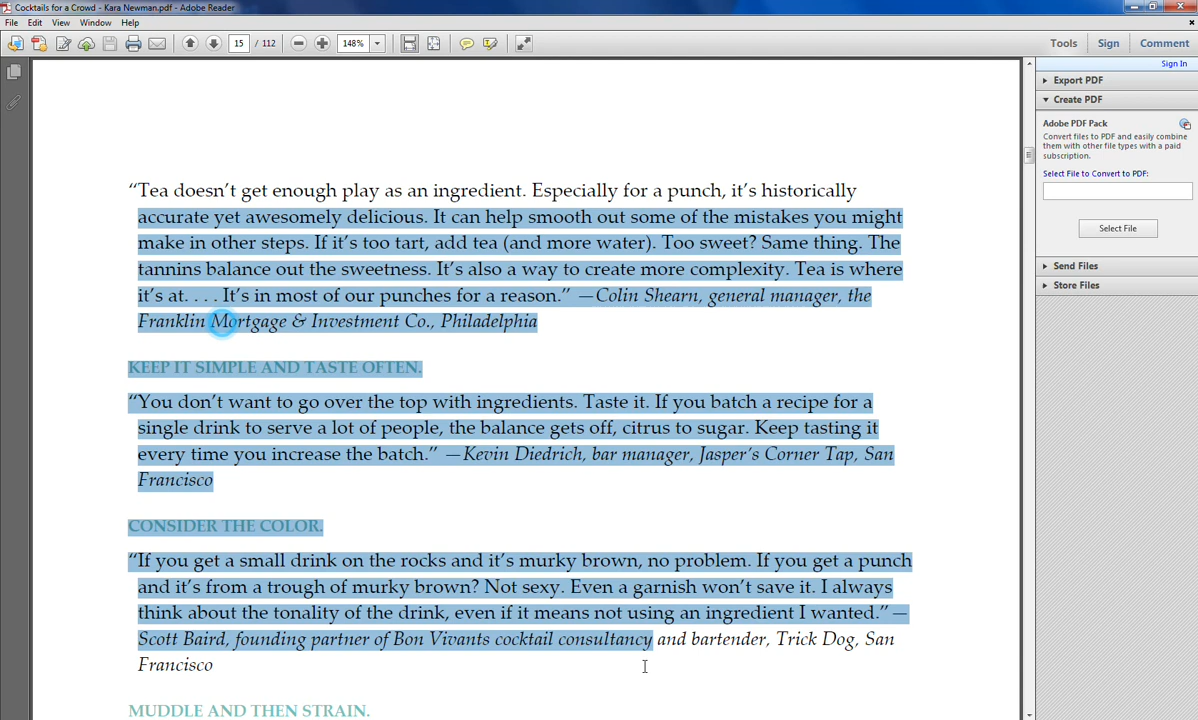 Cocktails for a Crowd - Kara Newman.pdf - Adobe Reader
File Edit View Window Help
15 / 112 148% Tools Sign Comment
Sign In
Export PDF
Create PDF
Adobe PDF Pack
Convert files to PDF and easily combine
them with other file types with a paid
subscription.
Select File to Convert to PDF:
Select File
Send Files
Store Files
“Tea doesn’t get enough play as an ingredient. Especially for a punch, it’s historically
accurate yet awesomely delicious. It can help smooth out some of the mistakes you might
make in other steps. If it’s too tart, add tea (and more water). Too sweet? Same thing. The
tannins balance out the sweetness. It’s also a way to create more complexity. Tea is where
it’s at. . . . It’s in most of our punches for a reason.” —Colin Shearn, general manager, the
Franklin Mortgage & Investment Co., Philadelphia
KEEP IT SIMPLE AND TASTE OFTEN.
“You don’t want to go over the top with ingredients. Taste it. If you batch a recipe for a
single drink to serve a lot of people, the balance gets off, citrus to sugar. Keep tasting it
every time you increase the batch.” —Kevin Diedrich, bar manager, Jasper’s Corner Tap, San
Francisco
CONSIDER THE COLOR.
“If you get a small drink on the rocks and it’s murky brown, no problem. If you get a punch
and it’s from a trough of murky brown? Not sexy. Even a garnish won’t save it. I always
think about the tonality of the drink, even if it means not using an ingredient I wanted.”—
Scott Baird, founding partner of Bon Vivants cocktail consultancy and bartender, Trick Dog, San
Francisco
MUDDLE AND THEN STRAIN.